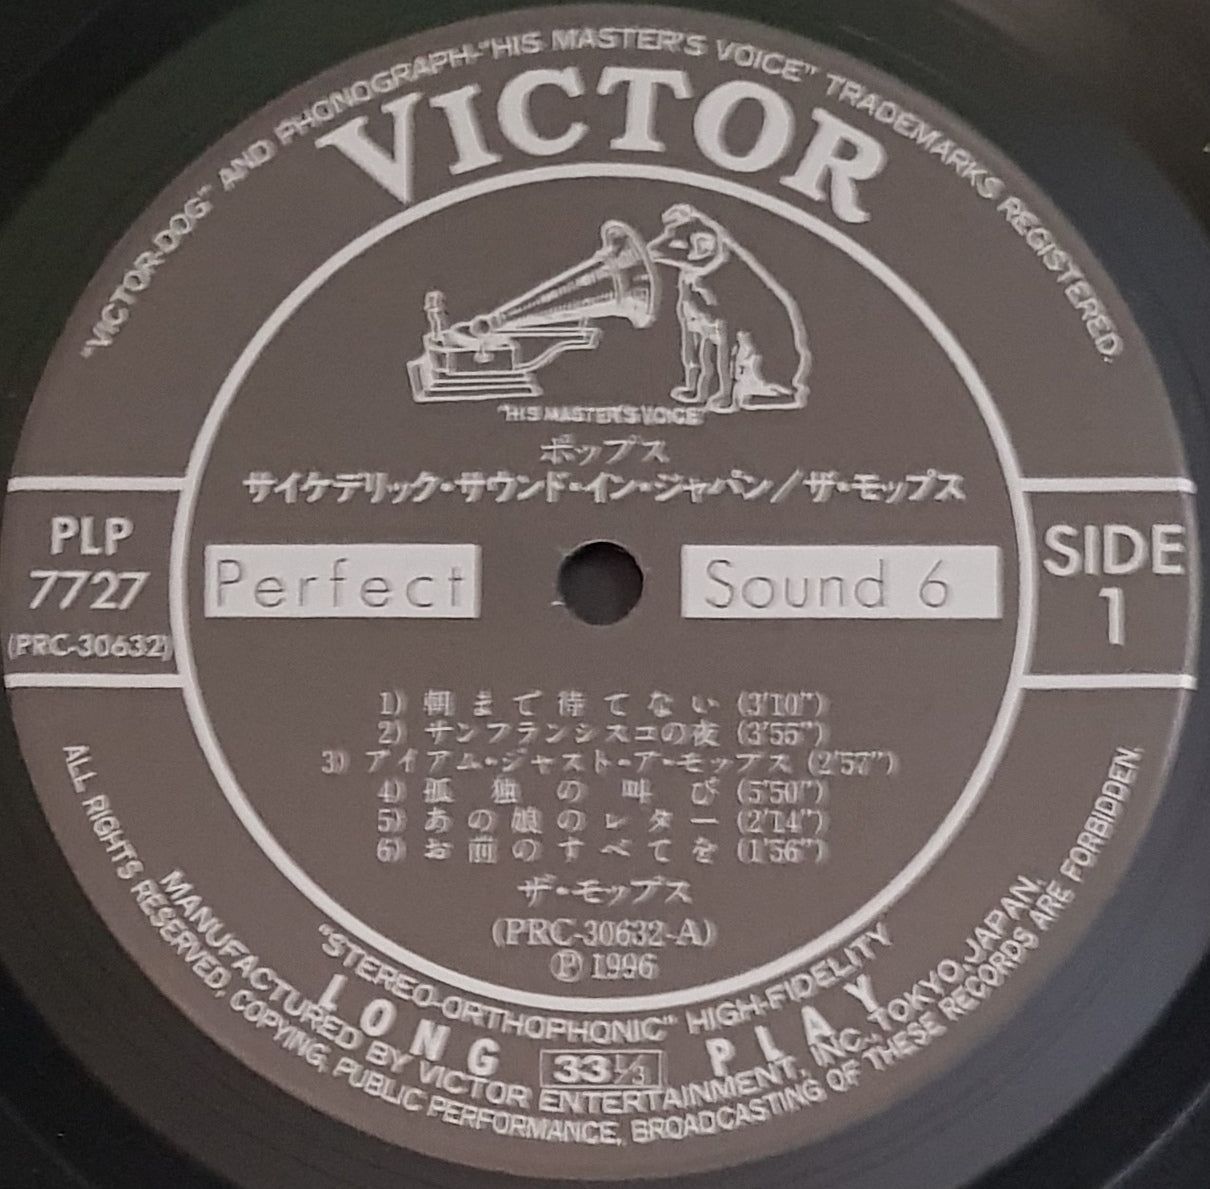 "VICTOR-DOG" AND PHONOGRAPH-"HIS MASTER'S VOICE" TRADEMARKS REGISTERED.
VICTOR
"HIS MASTER'S VOICE"
ポップス
サイケデリック・サウンド・イン・ジャパン/ザ・モップス
PLP
7727
(PRC-30632)
Perfect Sound 6
SIDE
1
1) 朝まで待てない (3'10")
2) サンフランシスコの夜 (3'55")
3) アイアム・ジャスト・ア・モップス (2'57")
4) 孤独の叫び (5'50")
5) あの娘のレター (2'14")
6) お前のすべてを (1'56")
ザ・モップス
(PRC-30632-A)
Ⓟ 1996
"STEREO-ORTHOPHONIC" HIGH-FIDELITY
LONG 33 1/3 PLAY
MANUFACTURED BY VICTOR ENTERTAINMENT, INC., TOKYO, JAPAN.
ALL RIGHTS RESERVED, COPYING, PUBLIC PERFORMANCE, BROADCASTING OF THESE RECORDS ARE FORBIDDEN.